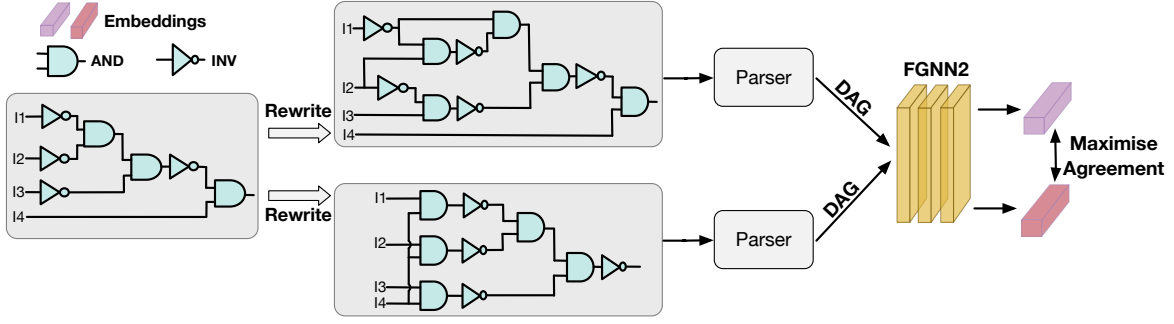 Embeddings
AND
INV
I1
I2
I3
I4
Rewrite
Rewrite
I1
I2
I3
I4
I1
I2
I3
I4
Parser
Parser
DAG
DAG
FGNN2
Maximise
Agreement